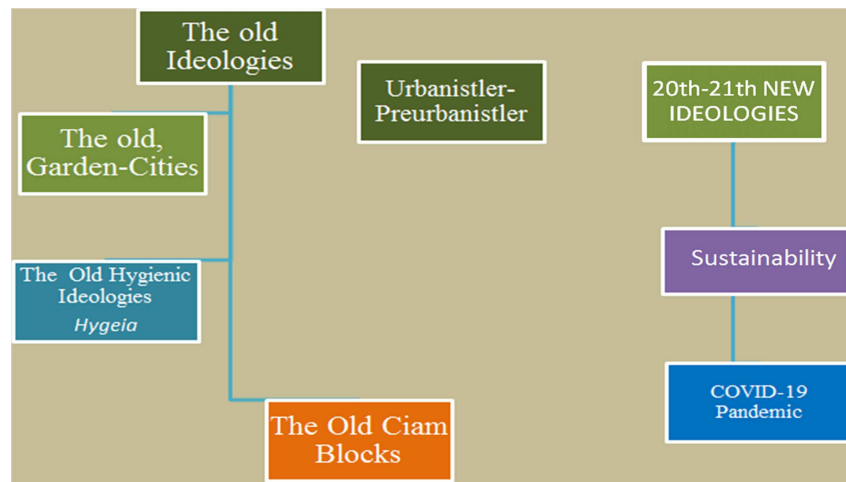 The old
Ideologies
Urbanistler-
Preurbanistler
20th-21th NEW
IDEOLOGIES
The old,
Garden-Cities
Sustainability
The Old Hygienic
Ideologies
Hygeia
COVID-19
Pandemic
The Old Ciam
Blocks